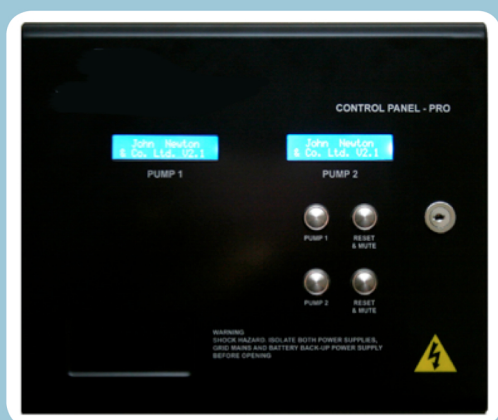 CONTROL PANEL - PRO
John Newton
& Co. Ltd. V2.1
John Newton
& Co. Ltd. V2.1
PUMP 1
PUMP 2
PUMP 1
RESET
& MUTE
PUMP 2
RESET
& MUTE
WARNING
SHOCK HAZARD: ISOLATE BOTH POWER SUPPLIES,
GRID MAINS AND BATTERY BACK-UP POWER SUPPLY
BEFORE OPENING